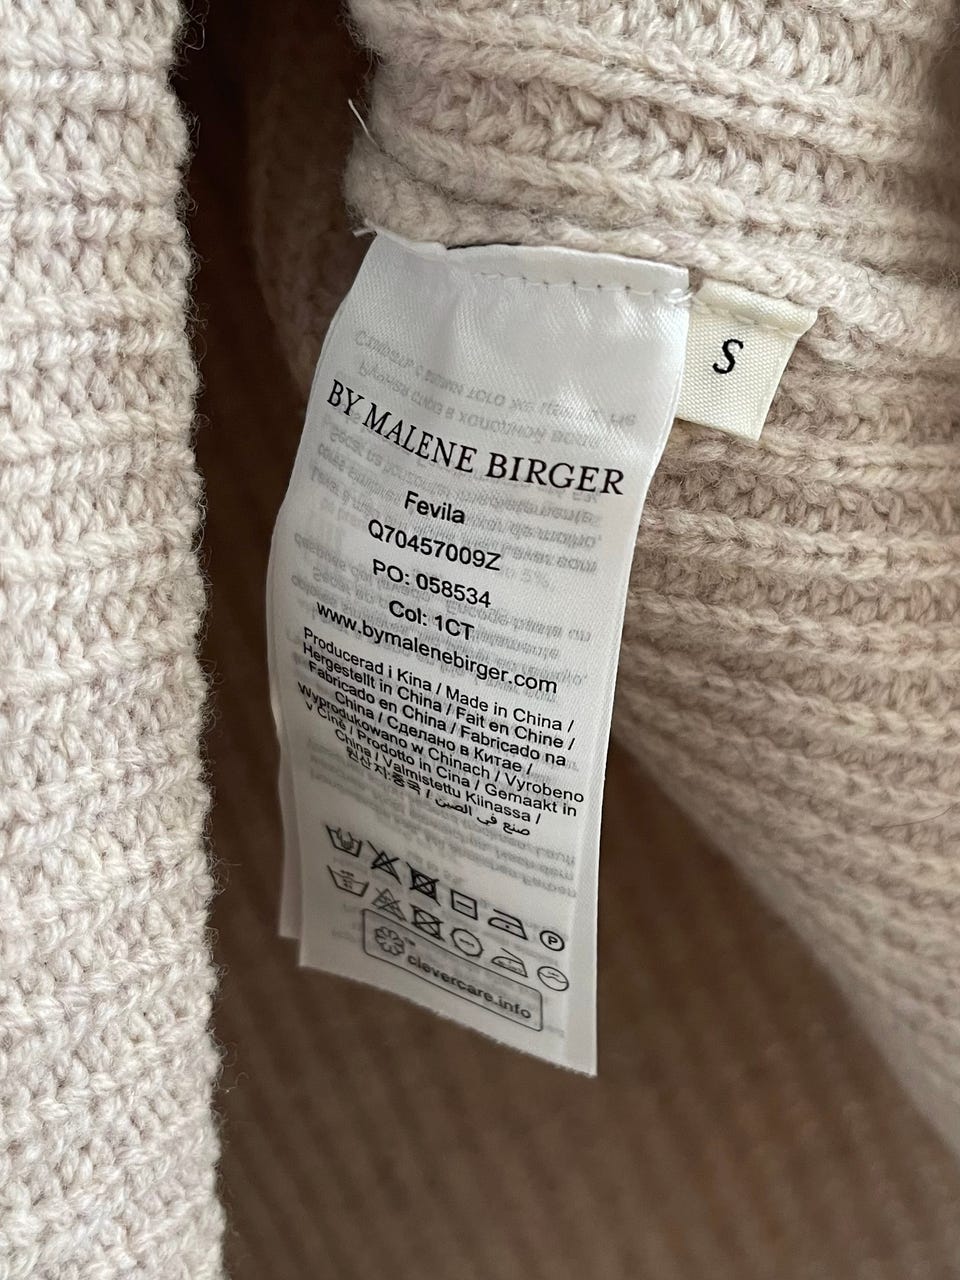 S
BY MALENE BIRGER
Fevila
Q70457009Z
PO: 058534
Col: 1CT
www.bymalenebirger.com
Producerad i Kina / Made in China /
Hergestellt in China / Fait en Chine /
Fabricado en China / Fabricado na
China / Сделано в Китае /
Wyprodukowano w Chinach / Vyrobeno
v Číně / Prodotto in Cina / Gemaakt in
China / Valmistettu Kiinassa /
원산지:중국 / صنع في الصين
P
™
clevercare.info